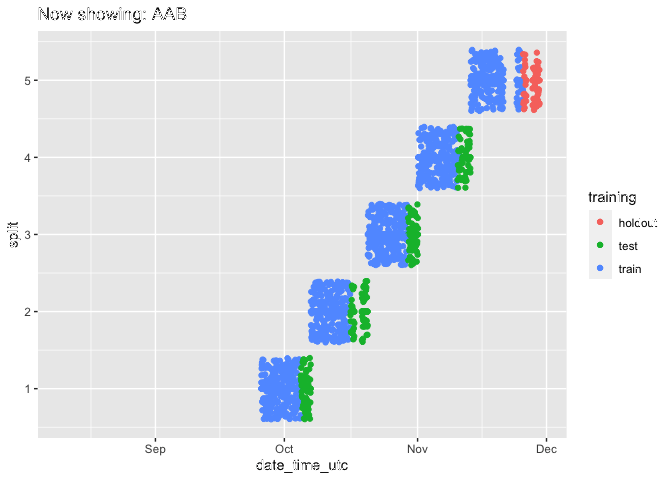 Now showing: AAB
5
4
3
2
1
split
Sep
Oct
Nov
Dec
date_time_utc
training
holdout
test
train